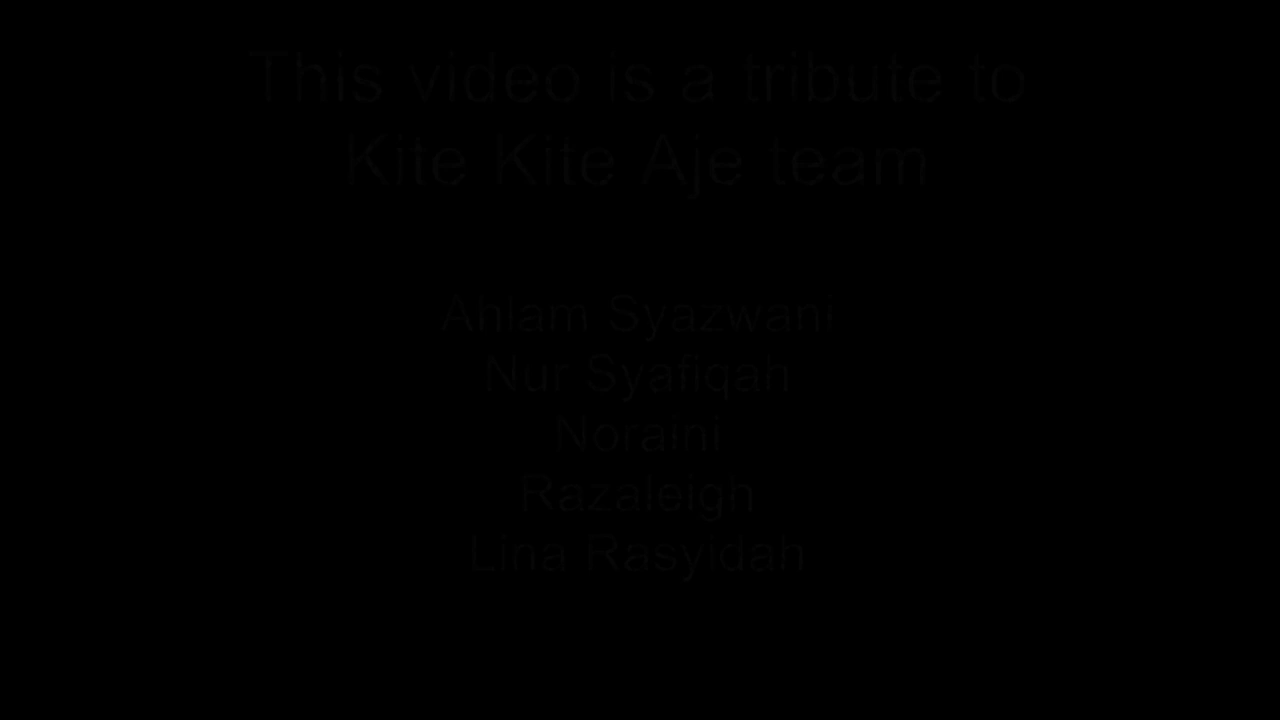 This video is a tribute to
Kite Kite Aje team
Ahlam Syazwani
Nur Syafiqah
Noraini
Razaleigh
Lina Rasyidah